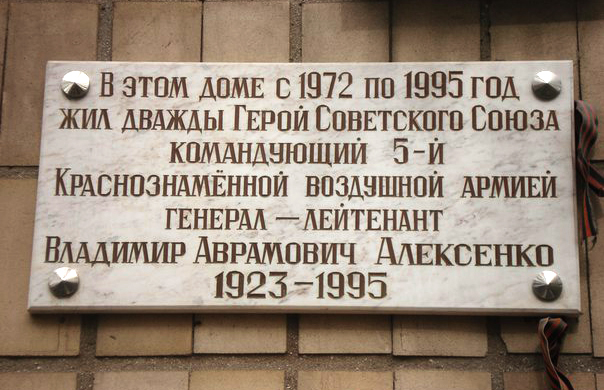 В этом доме с 1972 по 1995 год
жил дважды Герой Советского Союза
командующий 5-й
Краснознамённой воздушной армией
генерал – лейтенант
Владимир Аврамович Алексенко
1923–1995